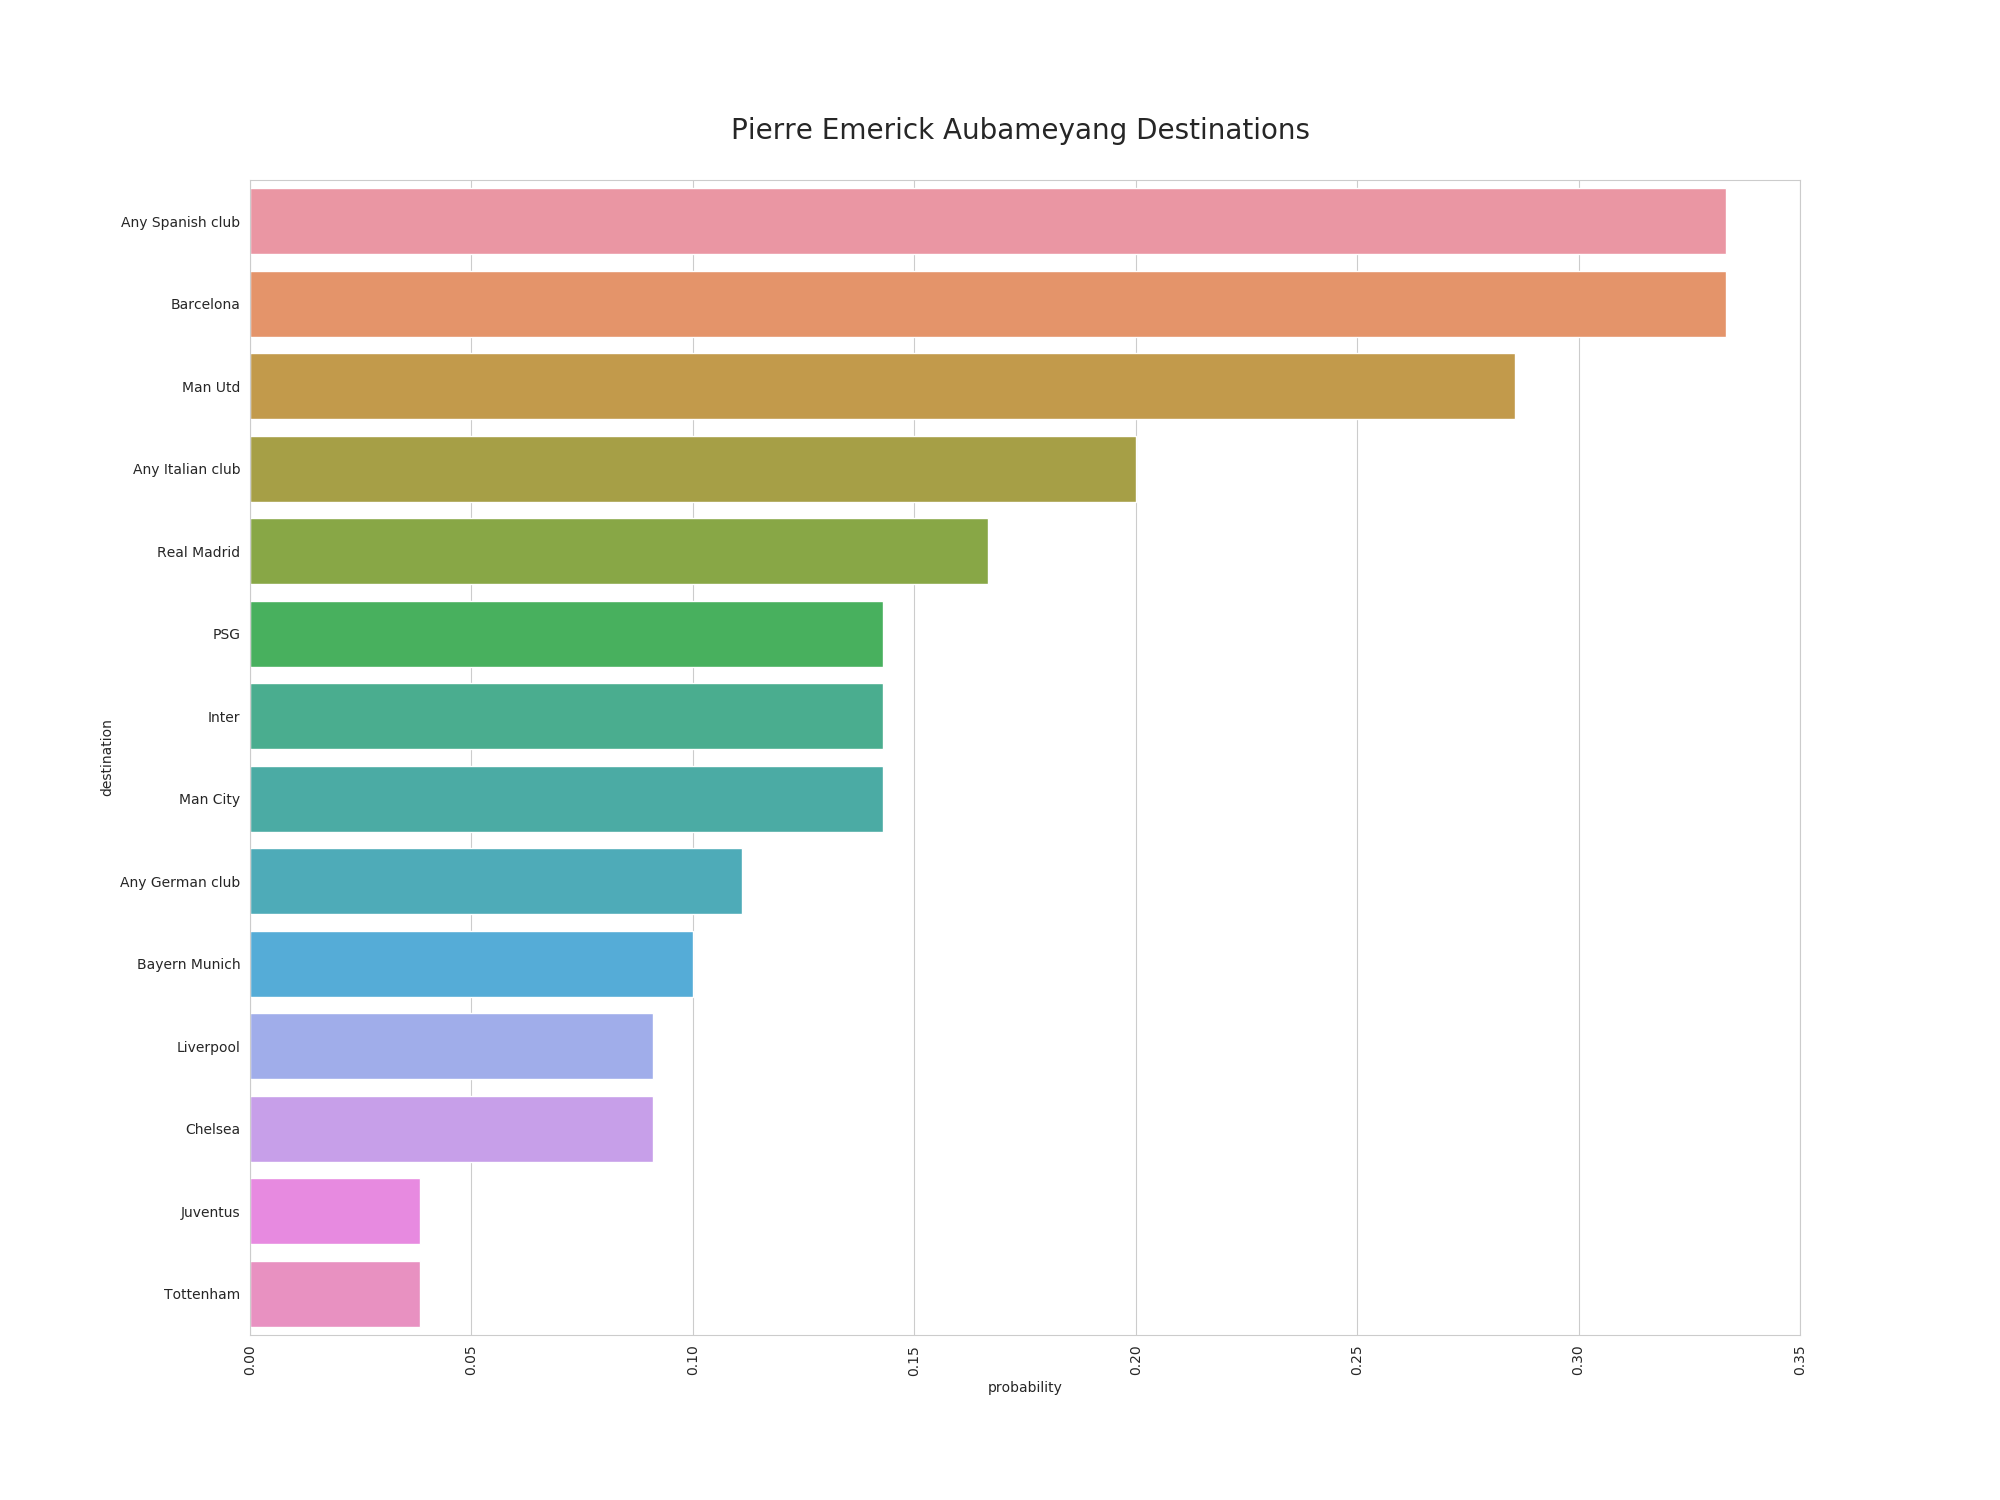 Pierre Emerick Aubameyang Destinations
Any Spanish club
Barcelona
Man Utd
Any Italian club
Real Madrid
PSG
Inter
Man City
Any German club
Bayern Munich
Liverpool
Chelsea
Juventus
Tottenham
destination
0.00
0.05
0.10
0.15
0.20
0.25
0.30
0.35
probability